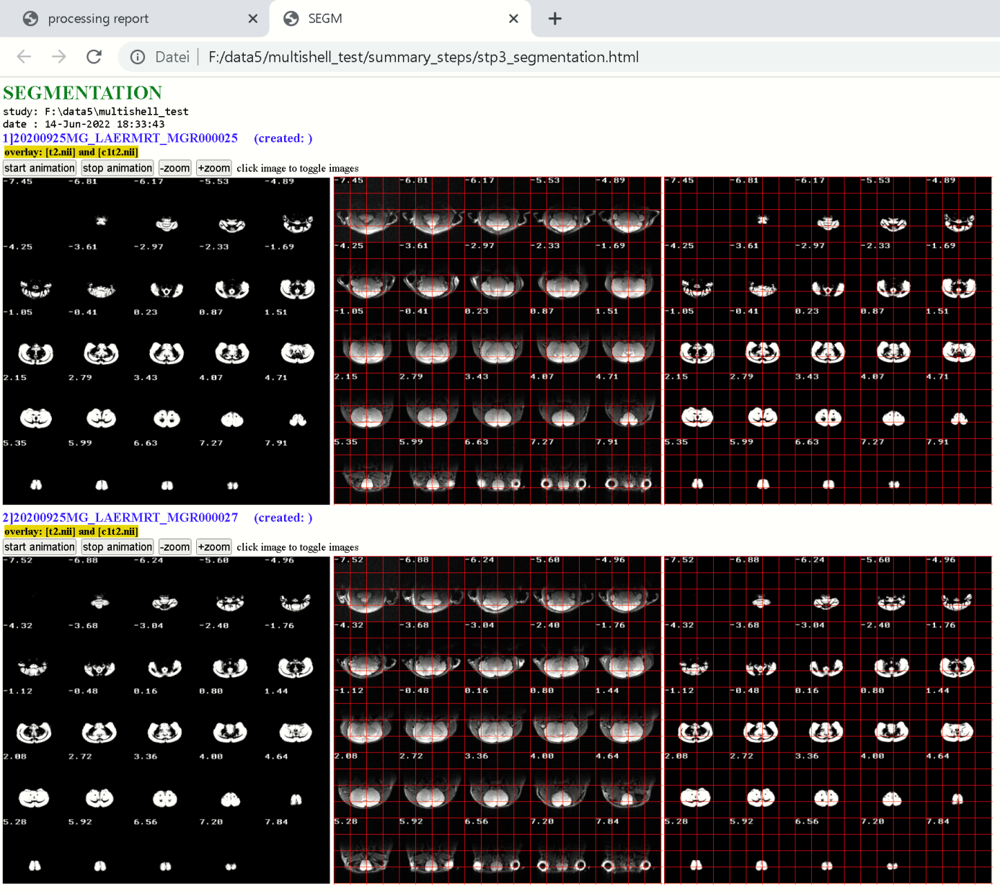 processing report
SEGM
Datei
F:/data5/multishell_test/summary_steps/stp3_segmentation.html
SEGMENTATION
study: F:\data5\multishell_test
date : 14-Jun-2022 18:33:43
1]20200925MG_LAERMRT_MGR000025 (created: )
overlay: [t2.nii] and [c1t2.nii]
start animation stop animation -zoom +zoom click image to toggle images
-7.45 -6.81 -6.17 -5.53 -4.89 -7.45 -6.81 -6.17 -5.53 -4.89 -7.45 -6.81 -6.17 -5.53 -4.89
-4.25 -3.61 -2.97 -2.33 -1.69 -4.25 -3.61 -2.97 -2.33 -1.69 -4.25 -3.61 -2.97 -2.33 -1.69
-1.05 -0.41 0.23 0.87 1.51 -1.05 -0.41 0.23 0.87 1.51 -1.05 -0.41 0.23 0.87 1.51
2.15 2.79 3.43 4.07 4.71 2.15 2.79 3.43 4.07 4.71 2.15 2.79 3.43 4.07 4.71
5.35 5.99 6.63 7.27 7.91 5.35 5.99 6.63 7.27 7.91 5.35 5.99 6.63 7.27 7.91
2]20200925MG_LAERMRT_MGR000027 (created: )
overlay: [t2.nii] and [c1t2.nii]
start animation stop animation -zoom +zoom click image to toggle images
-7.52 -6.88 -6.24 -5.60 -4.96 -7.52 -6.88 -6.24 -5.60 -4.96 -7.52 -6.88 -6.24 -5.60 -4.96
-4.32 -3.68 -3.04 -2.40 -1.76 -4.32 -3.68 -3.04 -2.40 -1.76 -4.32 -3.68 -3.04 -2.40 -1.76
-1.12 -0.48 0.16 0.80 1.44 -1.12 -0.48 0.16 0.80 1.44 -1.12 -0.48 0.16 0.80 1.44
2.08 2.72 3.36 4.00 4.64 2.08 2.72 3.36 4.00 4.64 2.08 2.72 3.36 4.00 4.64
5.28 5.92 6.56 7.20 7.84 5.28 5.92 6.56 7.20 7.84 5.28 5.92 6.56 7.20 7.84